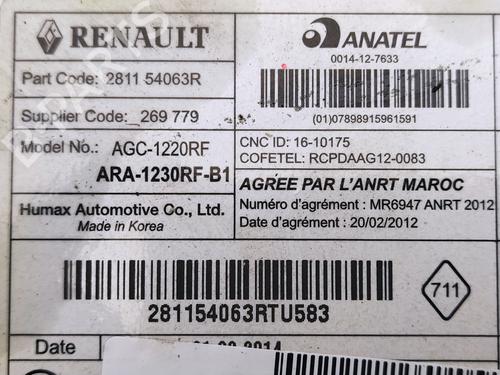 RENAULT
ANATEL
0014-12-7633
Part Code: 2811 54063R
(01)07898915961591
Supplier Code: 269 779
Model No.: AGC-1220RF
ARA-1230RF-B1
CNC ID: 16-10175
COFETEL: RCPDAAG12-0083
AGREE PAR L'ANRT MAROC
Numéro d'agrément : MR6947 ANRT 2012
Date d'agrément : 20/02/2012
Humax Automotive Co., Ltd.
Made in Korea
711
281154063RTU583
Date